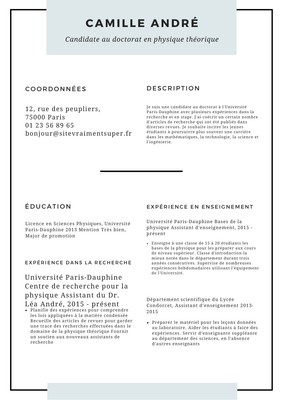 CAMILLE ANDRÉ
Candidate au doctorat en physique théorique
COORDONNÉES
12, rue des peupliers,
75000 Paris
01 23 56 89 65
bonjour@sitevraimentsuper.fr
DESCRIPTION
Je suis une candidate au doctorat à l'Université
Paris-Dauphine avec plusieurs expériences dans la
recherche et en stage. J'ai coécrit un certain nombre
d'articles de recherche qui ont été publiés dans
diverses revues. Je souhaite inciter les jeunes
étudiants à poursuivre plus souvent une carrière
dans les mathématiques, la technologie, la science et
l'ingénierie.
ÉDUCATION
Licence en Sciences Physiques, Université
Paris-Dauphine 2013 Mention Très bien,
Major de promotion
EXPÉRIENCE DANS LA RECHERCHE
Université Paris-Dauphine
Centre de recherche pour la
physique Assistant du Dr.
Léa André, 2015 - présent
• Planifie des expériences pour comprendre
les lois appliquées à la matière condensée
Recueille des articles de revues pour garder
une trace des recherches effectuées dans le
domaine de la physique théorique Fournit
un soutien aux nouveaux assistants de
recherche
EXPÉRIENCE EN ENSEIGNEMENT
Université Paris-Dauphine Bases de la
physique Assistant d'enseignement, 2015 -
présent
• Enseigne à une classe de 15 à 20 étudiants les
bases de la physique pour les préparer aux cours
de niveau supérieur. Classe d'introduction la
mieux notée dans le département durant trois
années consécutives. Supervise de nombreuses
expériences hebdomadaires utilisant l'équipement
de l'Université.
Département scientifique du Lycée
Condorcet, Assistant d'enseignement 2013-
2015
• Préparer le matériel pour les leçons données
au laboratoire. Aider les étudiants à faire des
expériences. Servir d'enseignante suppléante
au département des sciences, en l'absence
d'autres enseignants